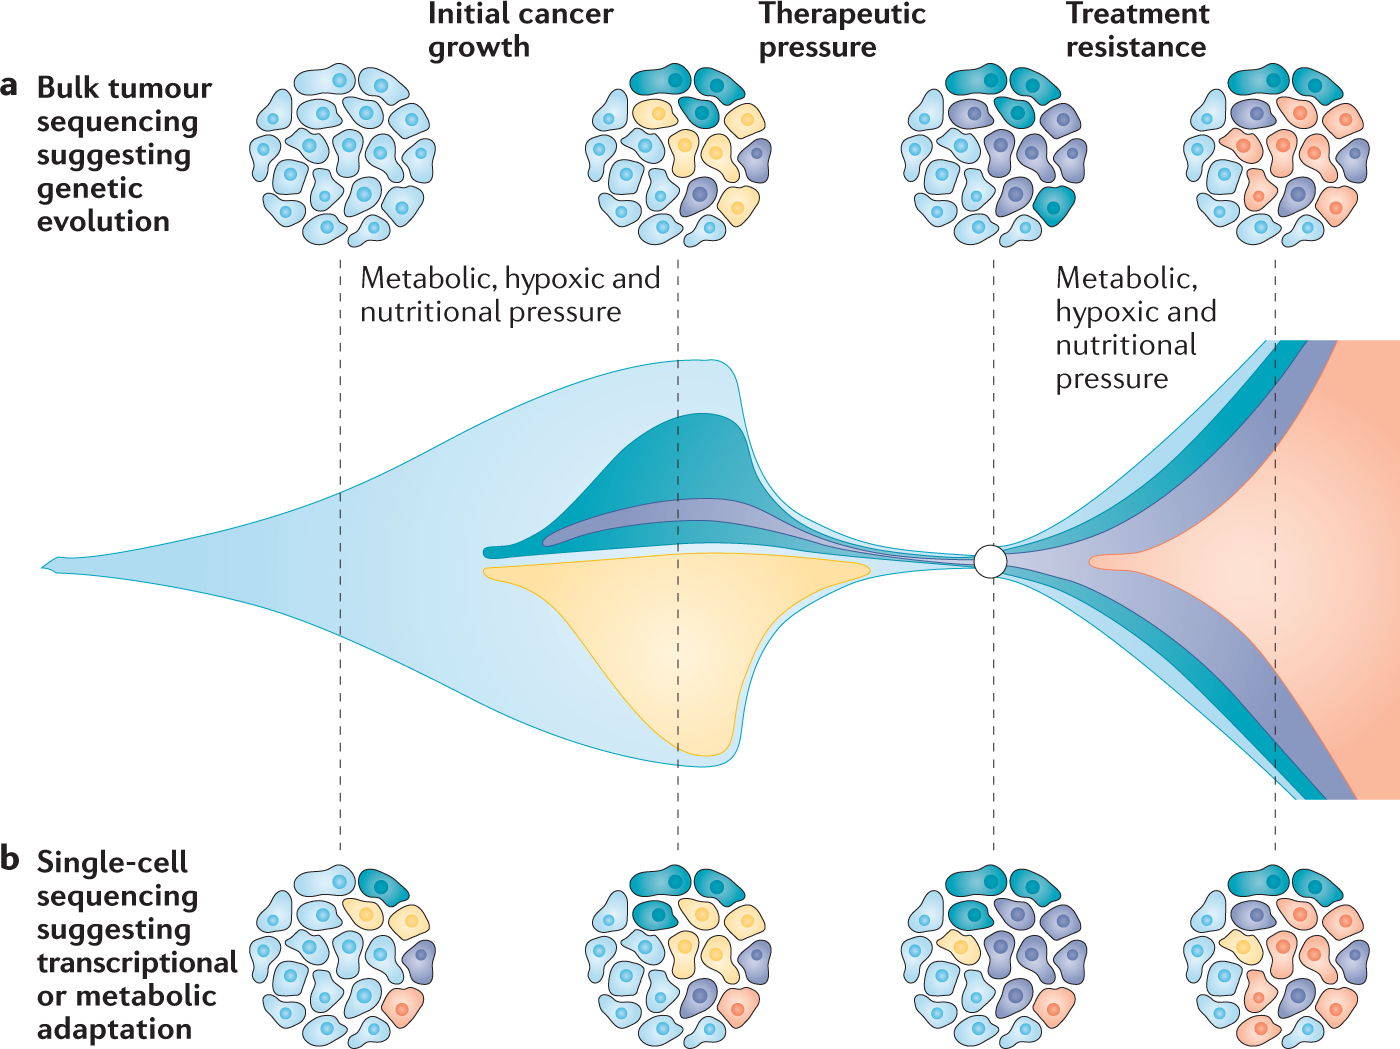 Initial cancer
growth
Therapeutic
pressure
Treatment
resistance
a Bulk tumour
sequencing
suggesting
genetic
evolution
Metabolic, hypoxic and
nutritional pressure
Metabolic,
hypoxic and
nutritional
pressure
b Single-cell
sequencing
suggesting
transcriptional
or metabolic
adaptation